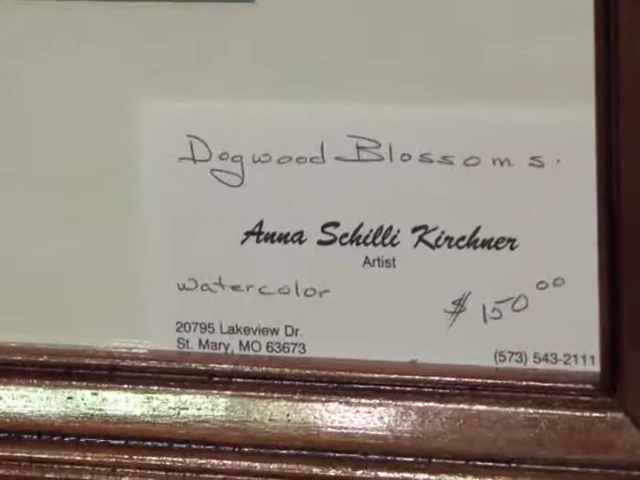 Dogwood Blossoms.
Anna Schilli Kirchner
Artist
watercolor
$150.00
20795 Lakeview Dr.
St. Mary, MO 63673
(573) 543-2111